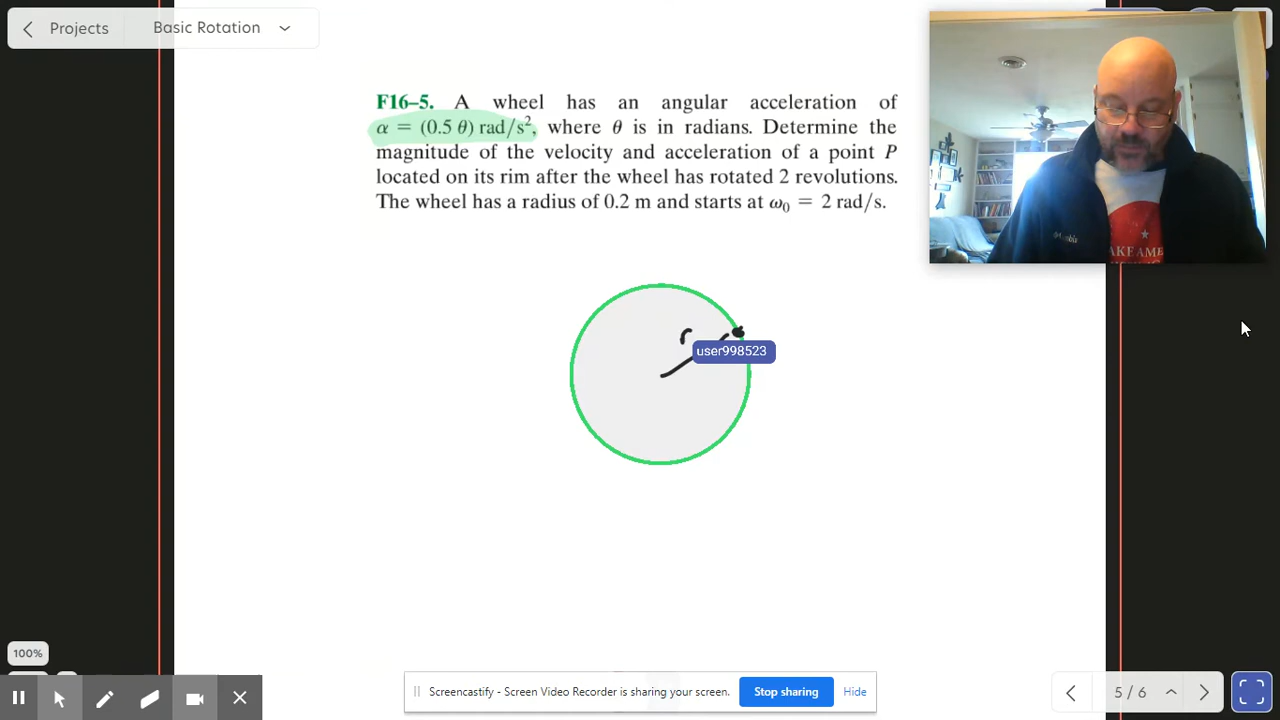 Projects
Basic Rotation
F16–5. A wheel has an angular acceleration of
α = (0.5 θ) rad/s², where θ is in radians. Determine the
magnitude of the velocity and acceleration of a point P
located on its rim after the wheel has rotated 2 revolutions.
The wheel has a radius of 0.2 m and starts at ω₀ = 2 rad/s.
Columbia
AKE AME
r
user998523
100%
Screencastify - Screen Video Recorder is sharing your screen.
Stop sharing
Hide
5 / 6